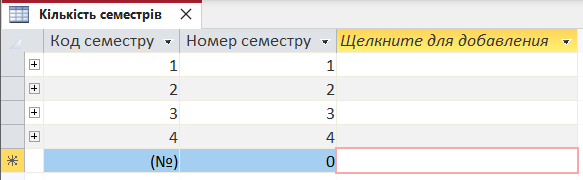 Кількість семестрів
Код семестру Номер семестру Щелкните для добавления
1 1
2 2
3 3
4 4
(№) 0